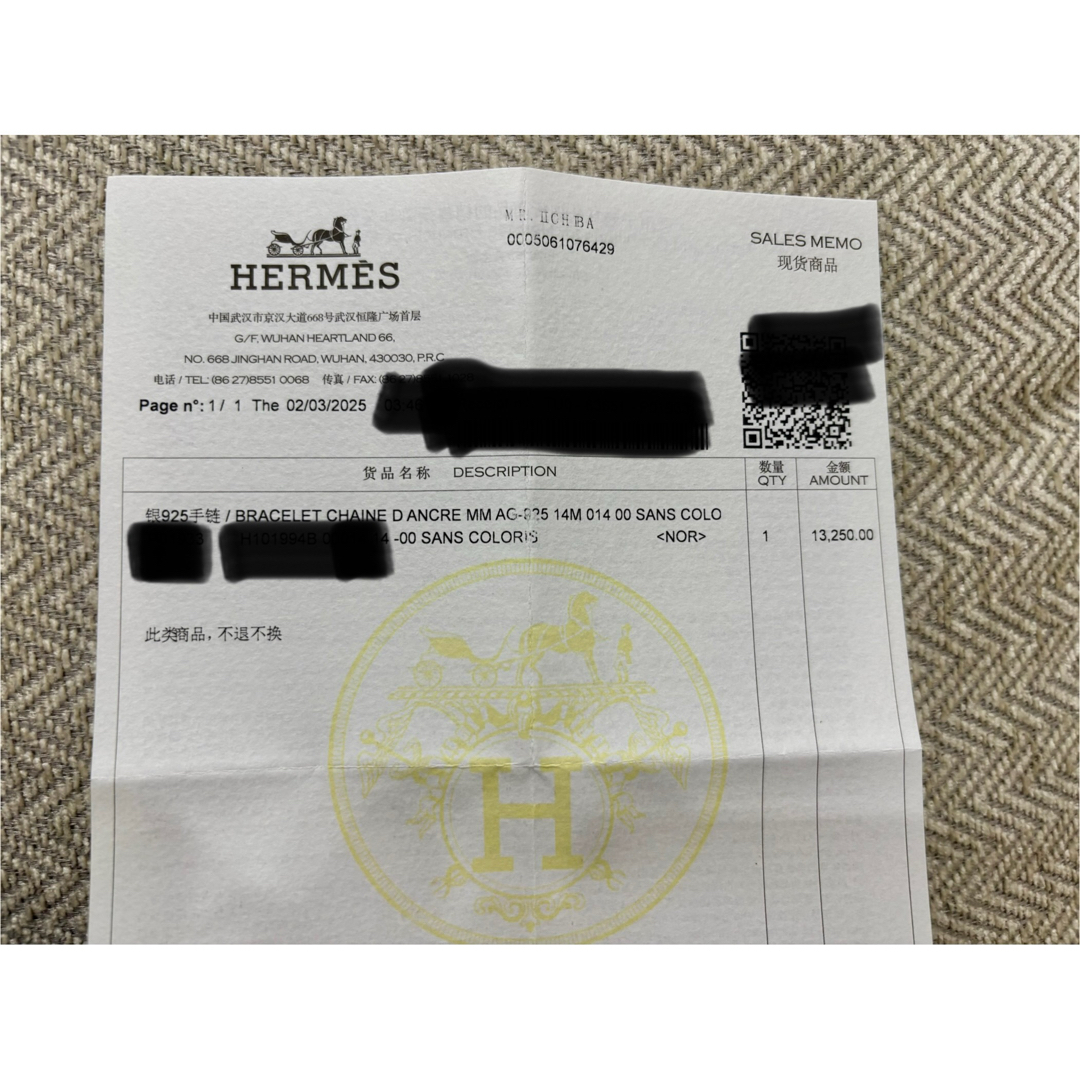 HERMĒS
中国武汉市京汉大道668号武汉恒隆广场首层
G/F, WUHAN HEARTLAND 66,
NO. 668 JINGHAN ROAD, WUHAN, 430030, P.R.C
电话 / TEL: (86 27)8551 0068 传真 / FAX:
Page n°: 1 / 1 The 02/03/2025
0005061076429
SALES MEMO
现货商品
货品名称 DESCRIPTION
数量
QTY
金额
AMOUNT
银925手链 / BRACELET CHAINE D ANCRE MM AG-925 14M 014 00 SANS COLO
H101994B -00 SANS COLORIS <NOR> 1 13,250.00
此类商品，不退不换
H